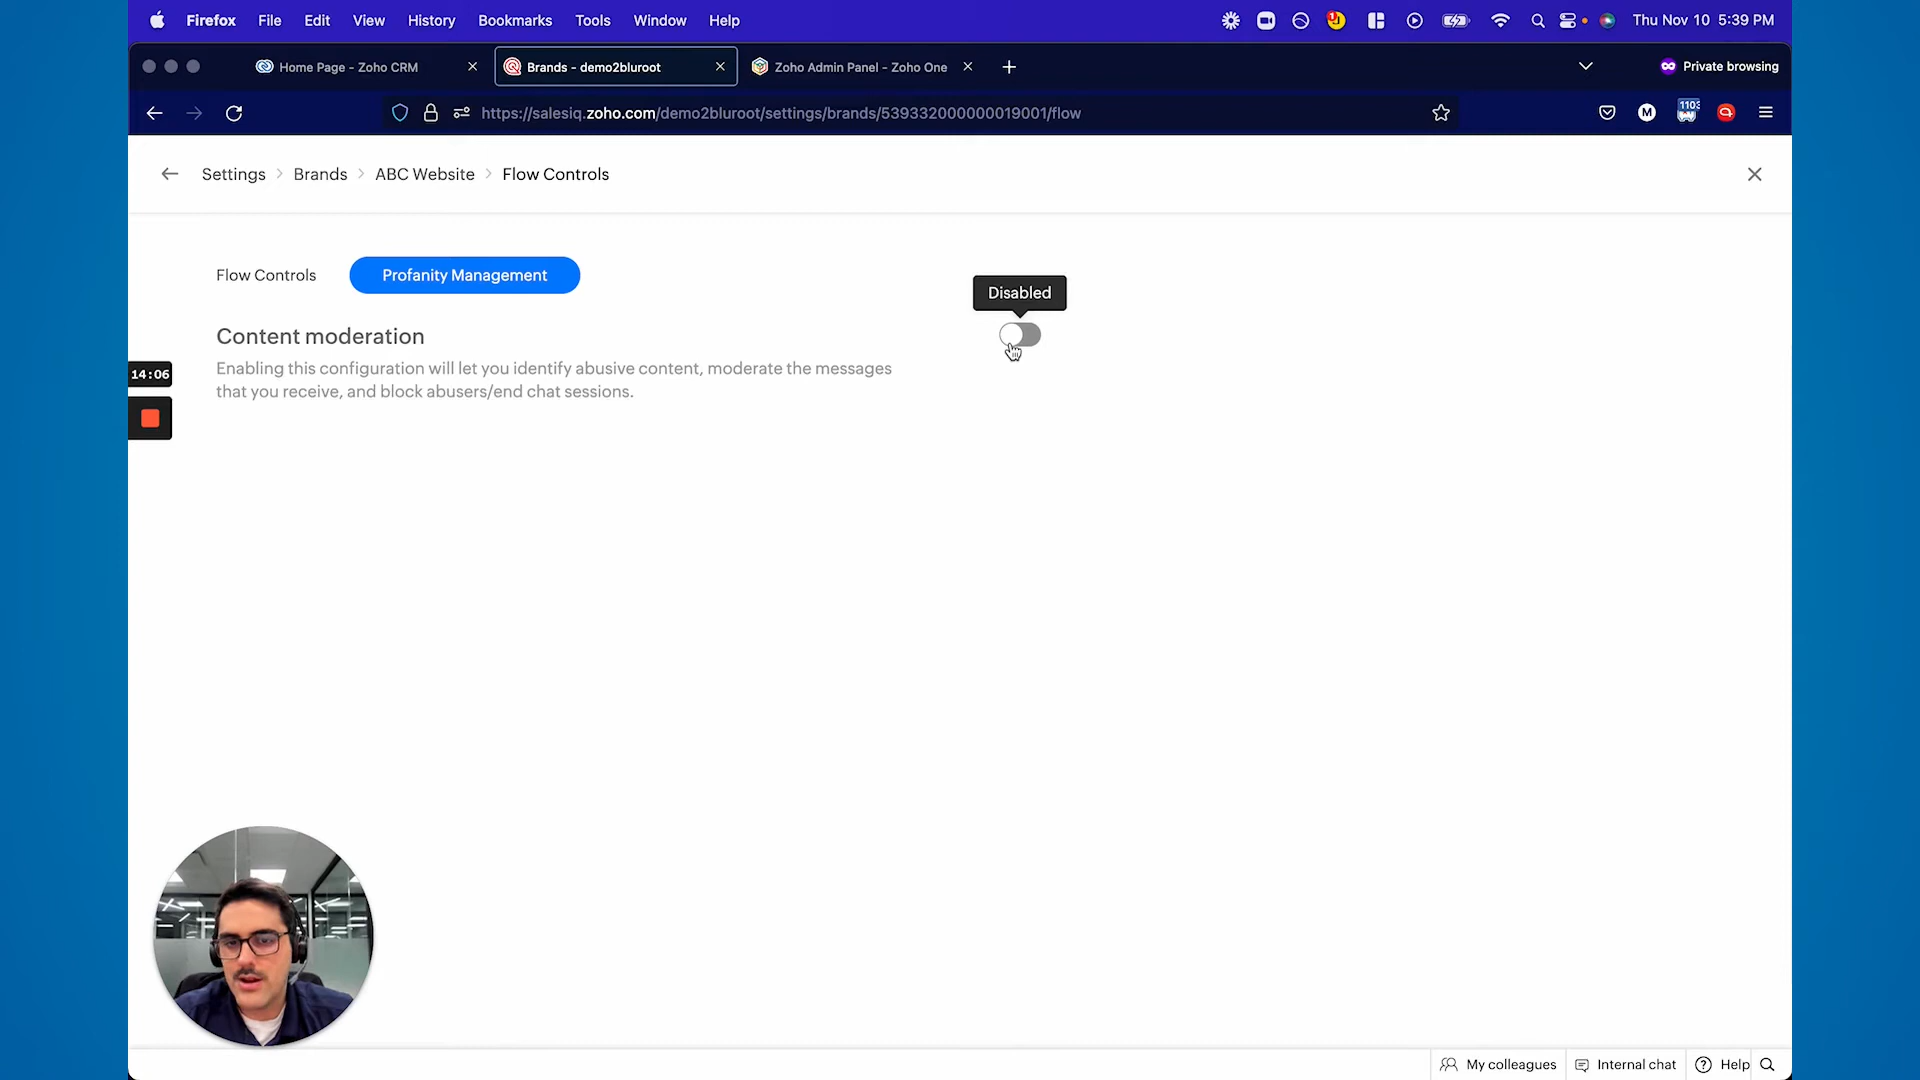 Firefox File Edit View History Bookmarks Tools Window Help
Thu Nov 10 5:39 PM
Home Page - Zoho CRM
Brands - demo2bluroot
Zoho Admin Panel - Zoho One
Private browsing
https://salesiq.zoho.com/demo2bluroot/settings/brands/539332000000019001/flow
M
1103
Settings > Brands > ABC Website > Flow Controls
Flow Controls
Profanity Management
Disabled
Content moderation
Enabling this configuration will let you identify abusive content, moderate the messages
that you receive, and block abusers/end chat sessions.
14:06
My colleagues
Internal chat
Help